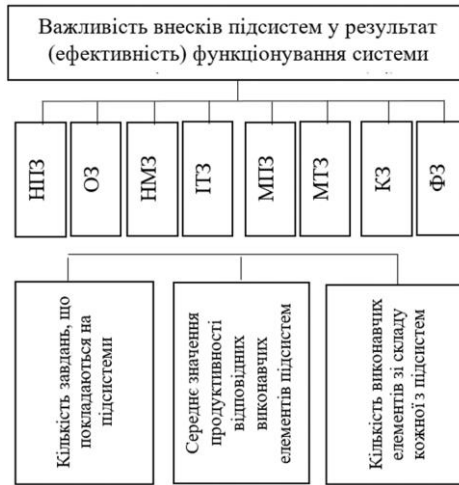 Важливість внесків підсистем у результат
(ефективність) функціонування системи
НПЗ
ОЗ
НМЗ
ІТЗ
МПЗ
МТЗ
КЗ
ФЗ
Кількість завдань, що
покладаються на
підсистеми
Середнє значення
продуктивності
відповідних
виконавчих
елементів підсистем
Кількість виконавчих
елементів зі складу
кожної з підсистем